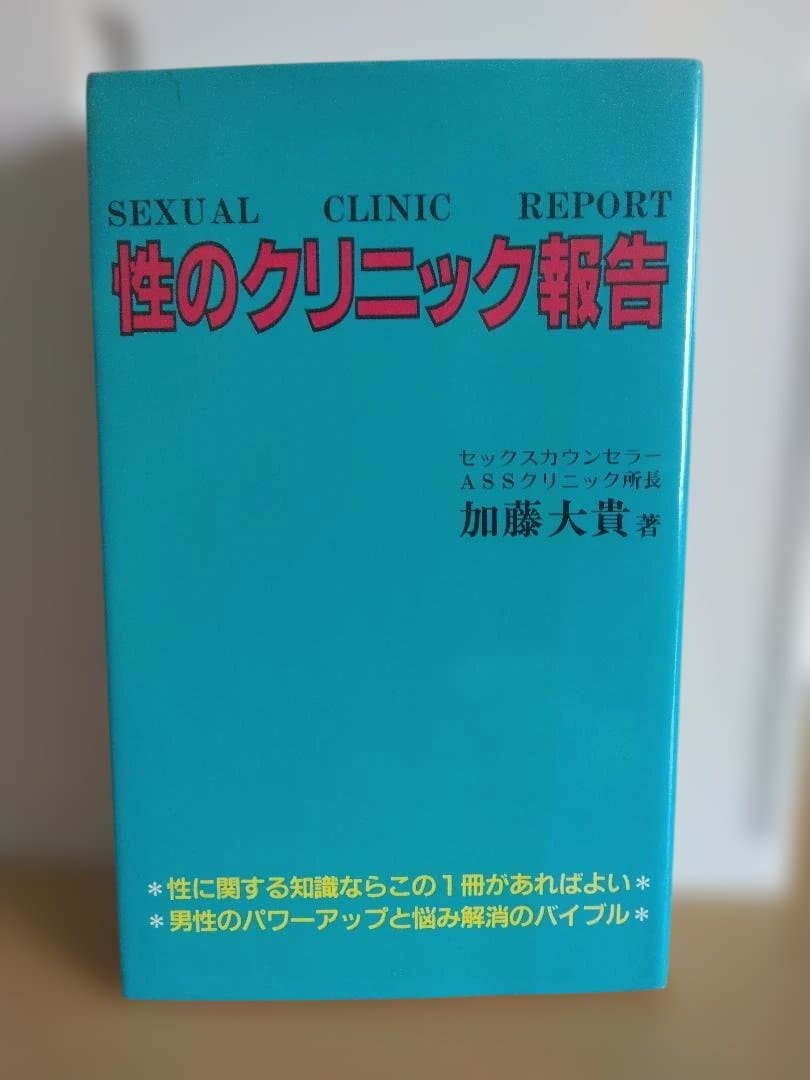 SEXUAL CLINIC REPORT
性のクリニック報告
セックスカウンセラー
ASSクリニック所長
加藤大貴著
*性に関する知識ならこの1冊があればよい*
*男性のパワーアップと悩み解消のバイブル*